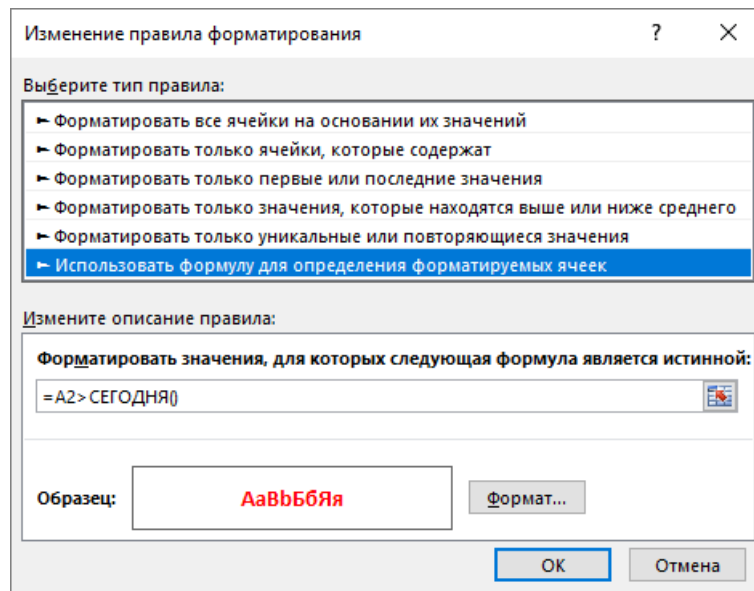 Изменение правила форматирования ?
Выберите тип правила:
Форматировать все ячейки на основании их значений
Форматировать только ячейки, которые содержат
Форматировать только первые или последние значения
Форматировать только значения, которые находятся выше или ниже среднего
Форматировать только уникальные или повторяющиеся значения
Использовать формулу для определения форматируемых ячеек
Измените описание правила:
Форматировать значения, для которых следующая формула является истинной:
=A2>СЕГОДНЯ()
Образец: АаВbБбЯя Формат...
ОК Отмена